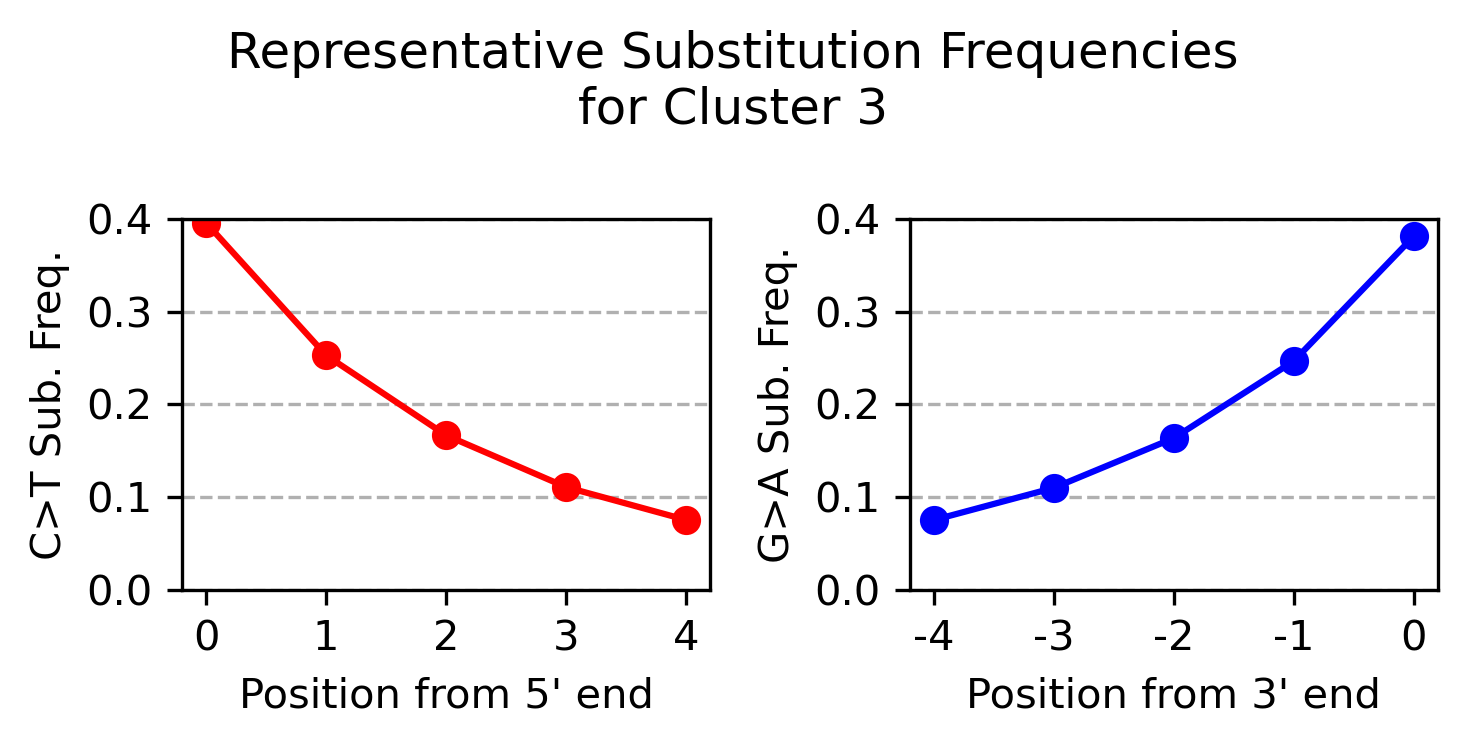 Representative Substitution Frequencies
for Cluster 3
C>T Sub. Freq.
0.4
0.3
0.2
0.1
0.0
0 1 2 3 4
Position from 5' end
G>A Sub. Freq.
0.4
0.3
0.2
0.1
0.0
-4 -3 -2 -1 0
Position from 3' end